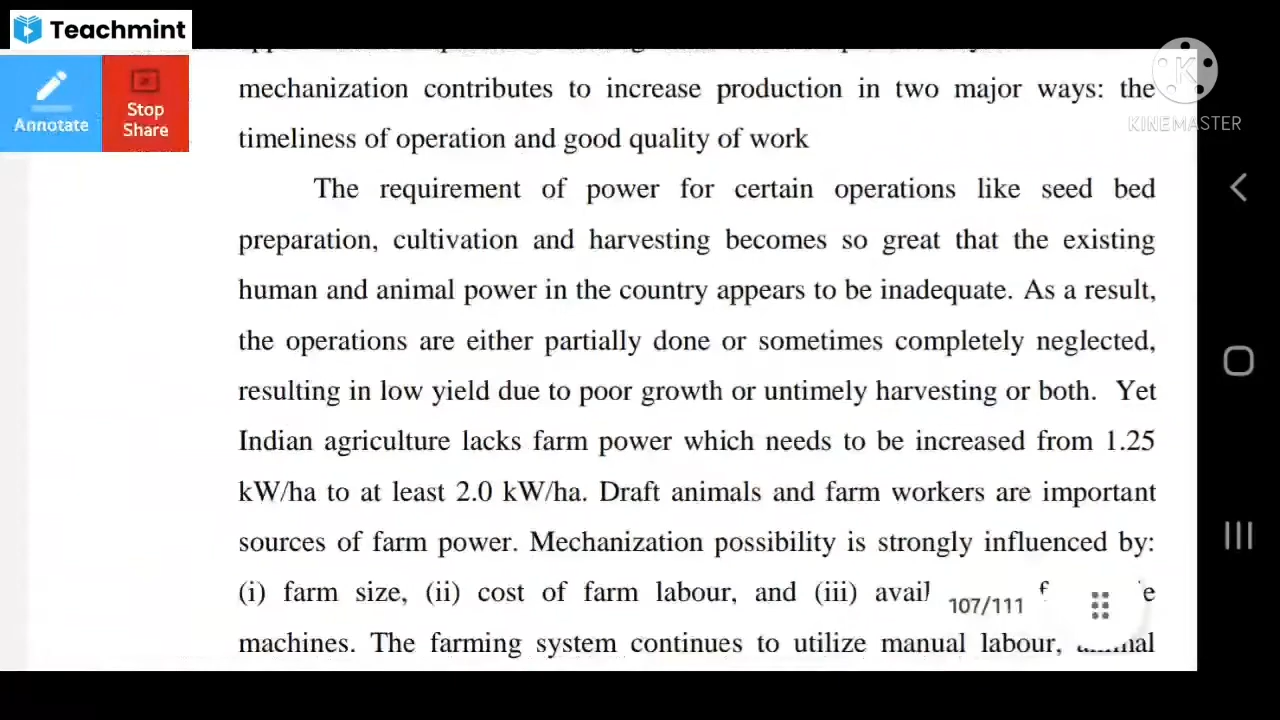 Teachmint
Annotate
Stop
Share
K
KINEMASTER
mechanization contributes to increase production in two major ways: the
timeliness of operation and good quality of work
The requirement of power for certain operations like seed bed
preparation, cultivation and harvesting becomes so great that the existing
human and animal power in the country appears to be inadequate. As a result,
the operations are either partially done or sometimes completely neglected,
resulting in low yield due to poor growth or untimely harvesting or both. Yet
Indian agriculture lacks farm power which needs to be increased from 1.25
kW/ha to at least 2.0 kW/ha. Draft animals and farm workers are important
sources of farm power. Mechanization possibility is strongly influenced by:
(i) farm size, (ii) cost of farm labour, and (iii)
107/111
machines. The farming system continues to utilize manual labour,